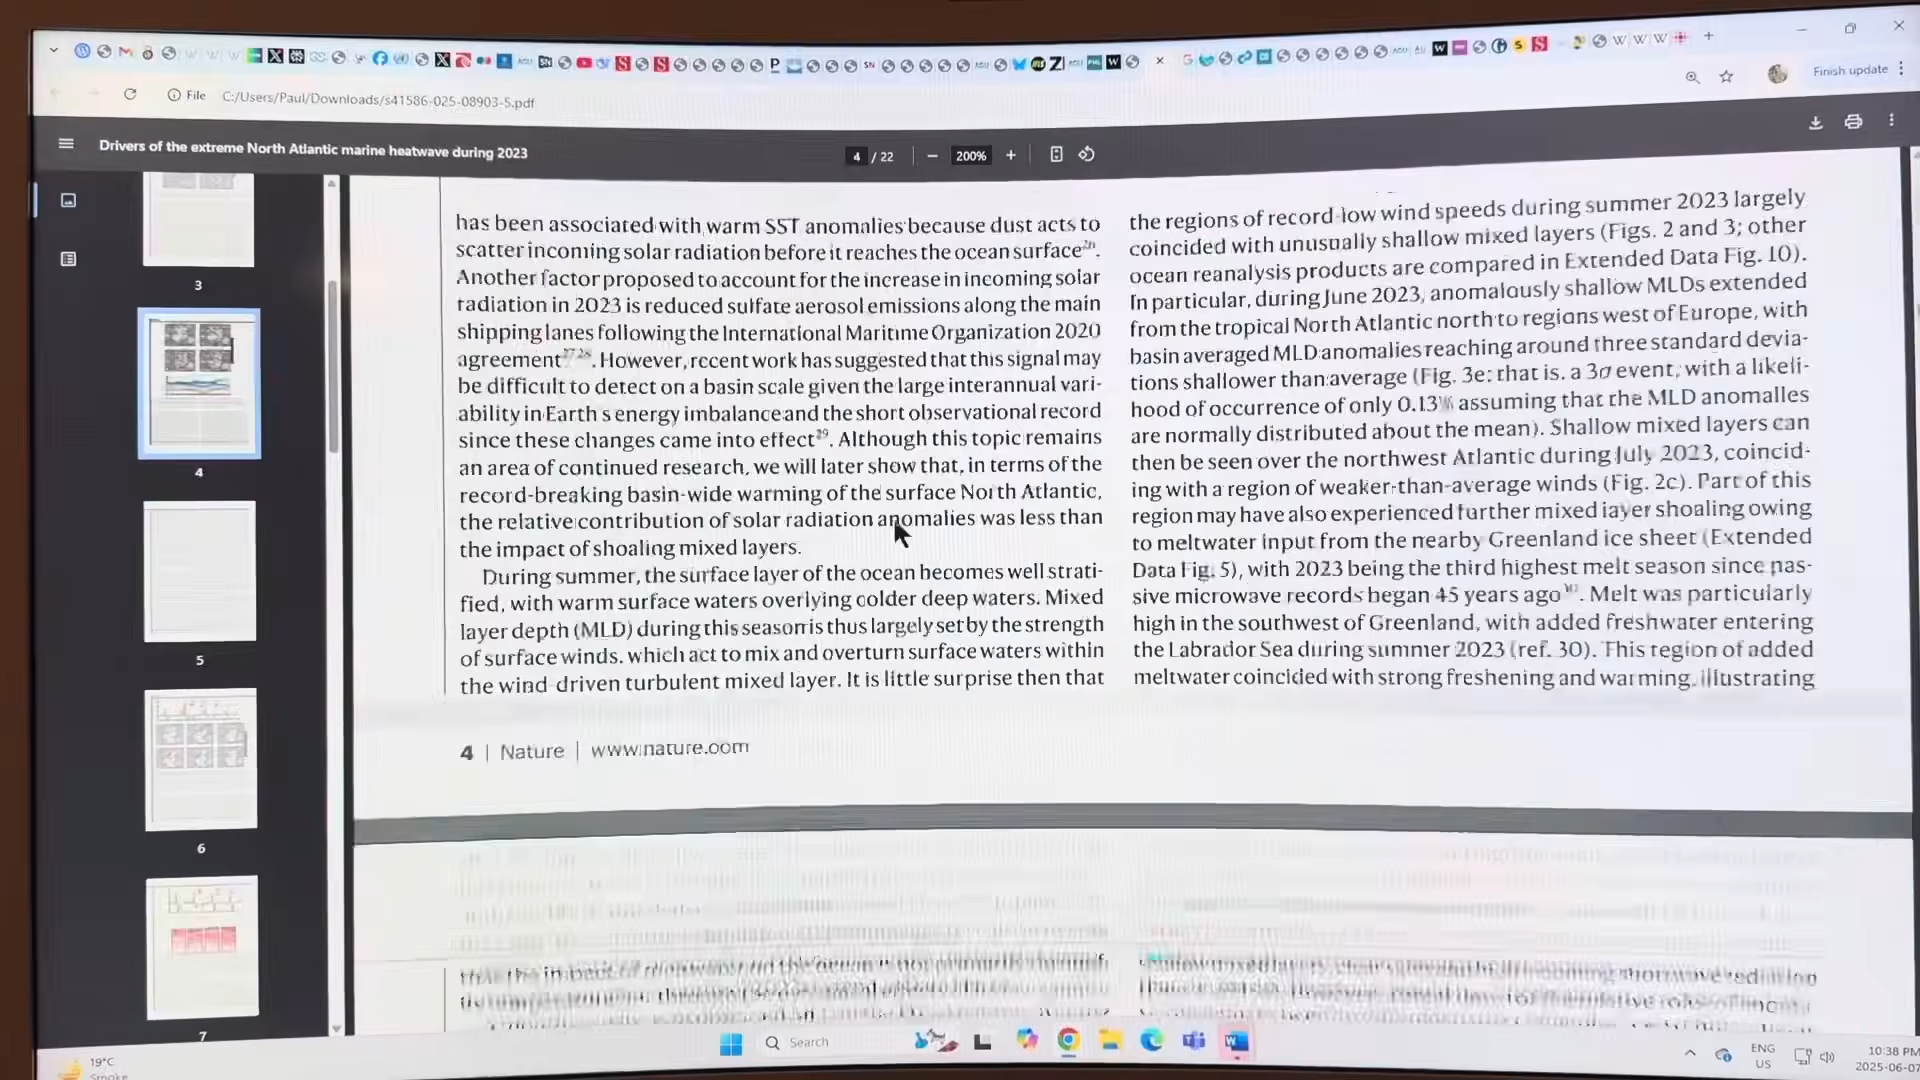 File C:/Users/Paul/Downloads/s41586-025-08903-5.pdf
Finish update
Drivers of the extreme North Atlantic marine heatwave during 2023
4 / 22
200%
3
4
5
6
7
has been associated with warm SST anomalies because dust acts to
scatter incoming solar radiation before it reaches the ocean surface
Another factor proposed to account for the increase in incoming solar
radiation in 2023 is reduced sulfate aerosol emissions along the main
shipping lanes following the International Maritime Organization 2020
agreement27,28. However, recent work has suggested that this signal may
be difficult to detect on a basin scale given the large interannual vari-
ability in Earth's energy imbalance and the short observational record
since these changes came into effect29. Although this topic remains
an area of continued research, we will later show that, in terms of the
record-breaking basin-wide warming of the surface North Atlantic,
the relative contribution of solar radiation anomalies was less than
the impact of shoaling mixed layers.
During summer, the surface layer of the ocean becomes well strati-
fied, with warm surface waters overlying colder deep waters. Mixed
layer depth (MLD) during this season is thus largely set by the strength
of surface winds, which act to mix and overturn surface waters within
the wind-driven turbulent mixed layer. It is little surprise then that
the regions of record-low wind speeds during summer 2023 largely
coincided with unusually shallow mixed layers (Figs. 2 and 3; other
ocean reanalysis products are compared in Extended Data Fig. 10).
In particular, during June 2023, anomalously shallow MLDs extended
from the tropical North Atlantic north to regions west of Europe, with
basin averaged MLD anomalies reaching around three standard devia-
tions shallower than average (Fig. 3e; that is, a 3σ event, with a likeli-
hood of occurrence of only 0.13% assuming that the MLD anomalies
are normally distributed about the mean). Shallow mixed layers can
then be seen over the northwest Atlantic during July 2023, coincid-
ing with a region of weaker-than-average winds (Fig. 2c). Part of this
region may have also experienced further mixed layer shoaling owing
to meltwater input from the nearby Greenland ice sheet (Extended
Data Fig. 5), with 2023 being the third highest melt season since pas-
sive microwave records began 45 years ago. Melt was particularly
high in the southwest of Greenland, with added freshwater entering
the Labrador Sea during summer 2023 (ref. 30). This region of added
meltwater coincided with strong freshening and warming, illustrating
4 | Nature | www.nature.com
19°C
Smoke
Search
ENG
US
10:38 PM
2025-06-07